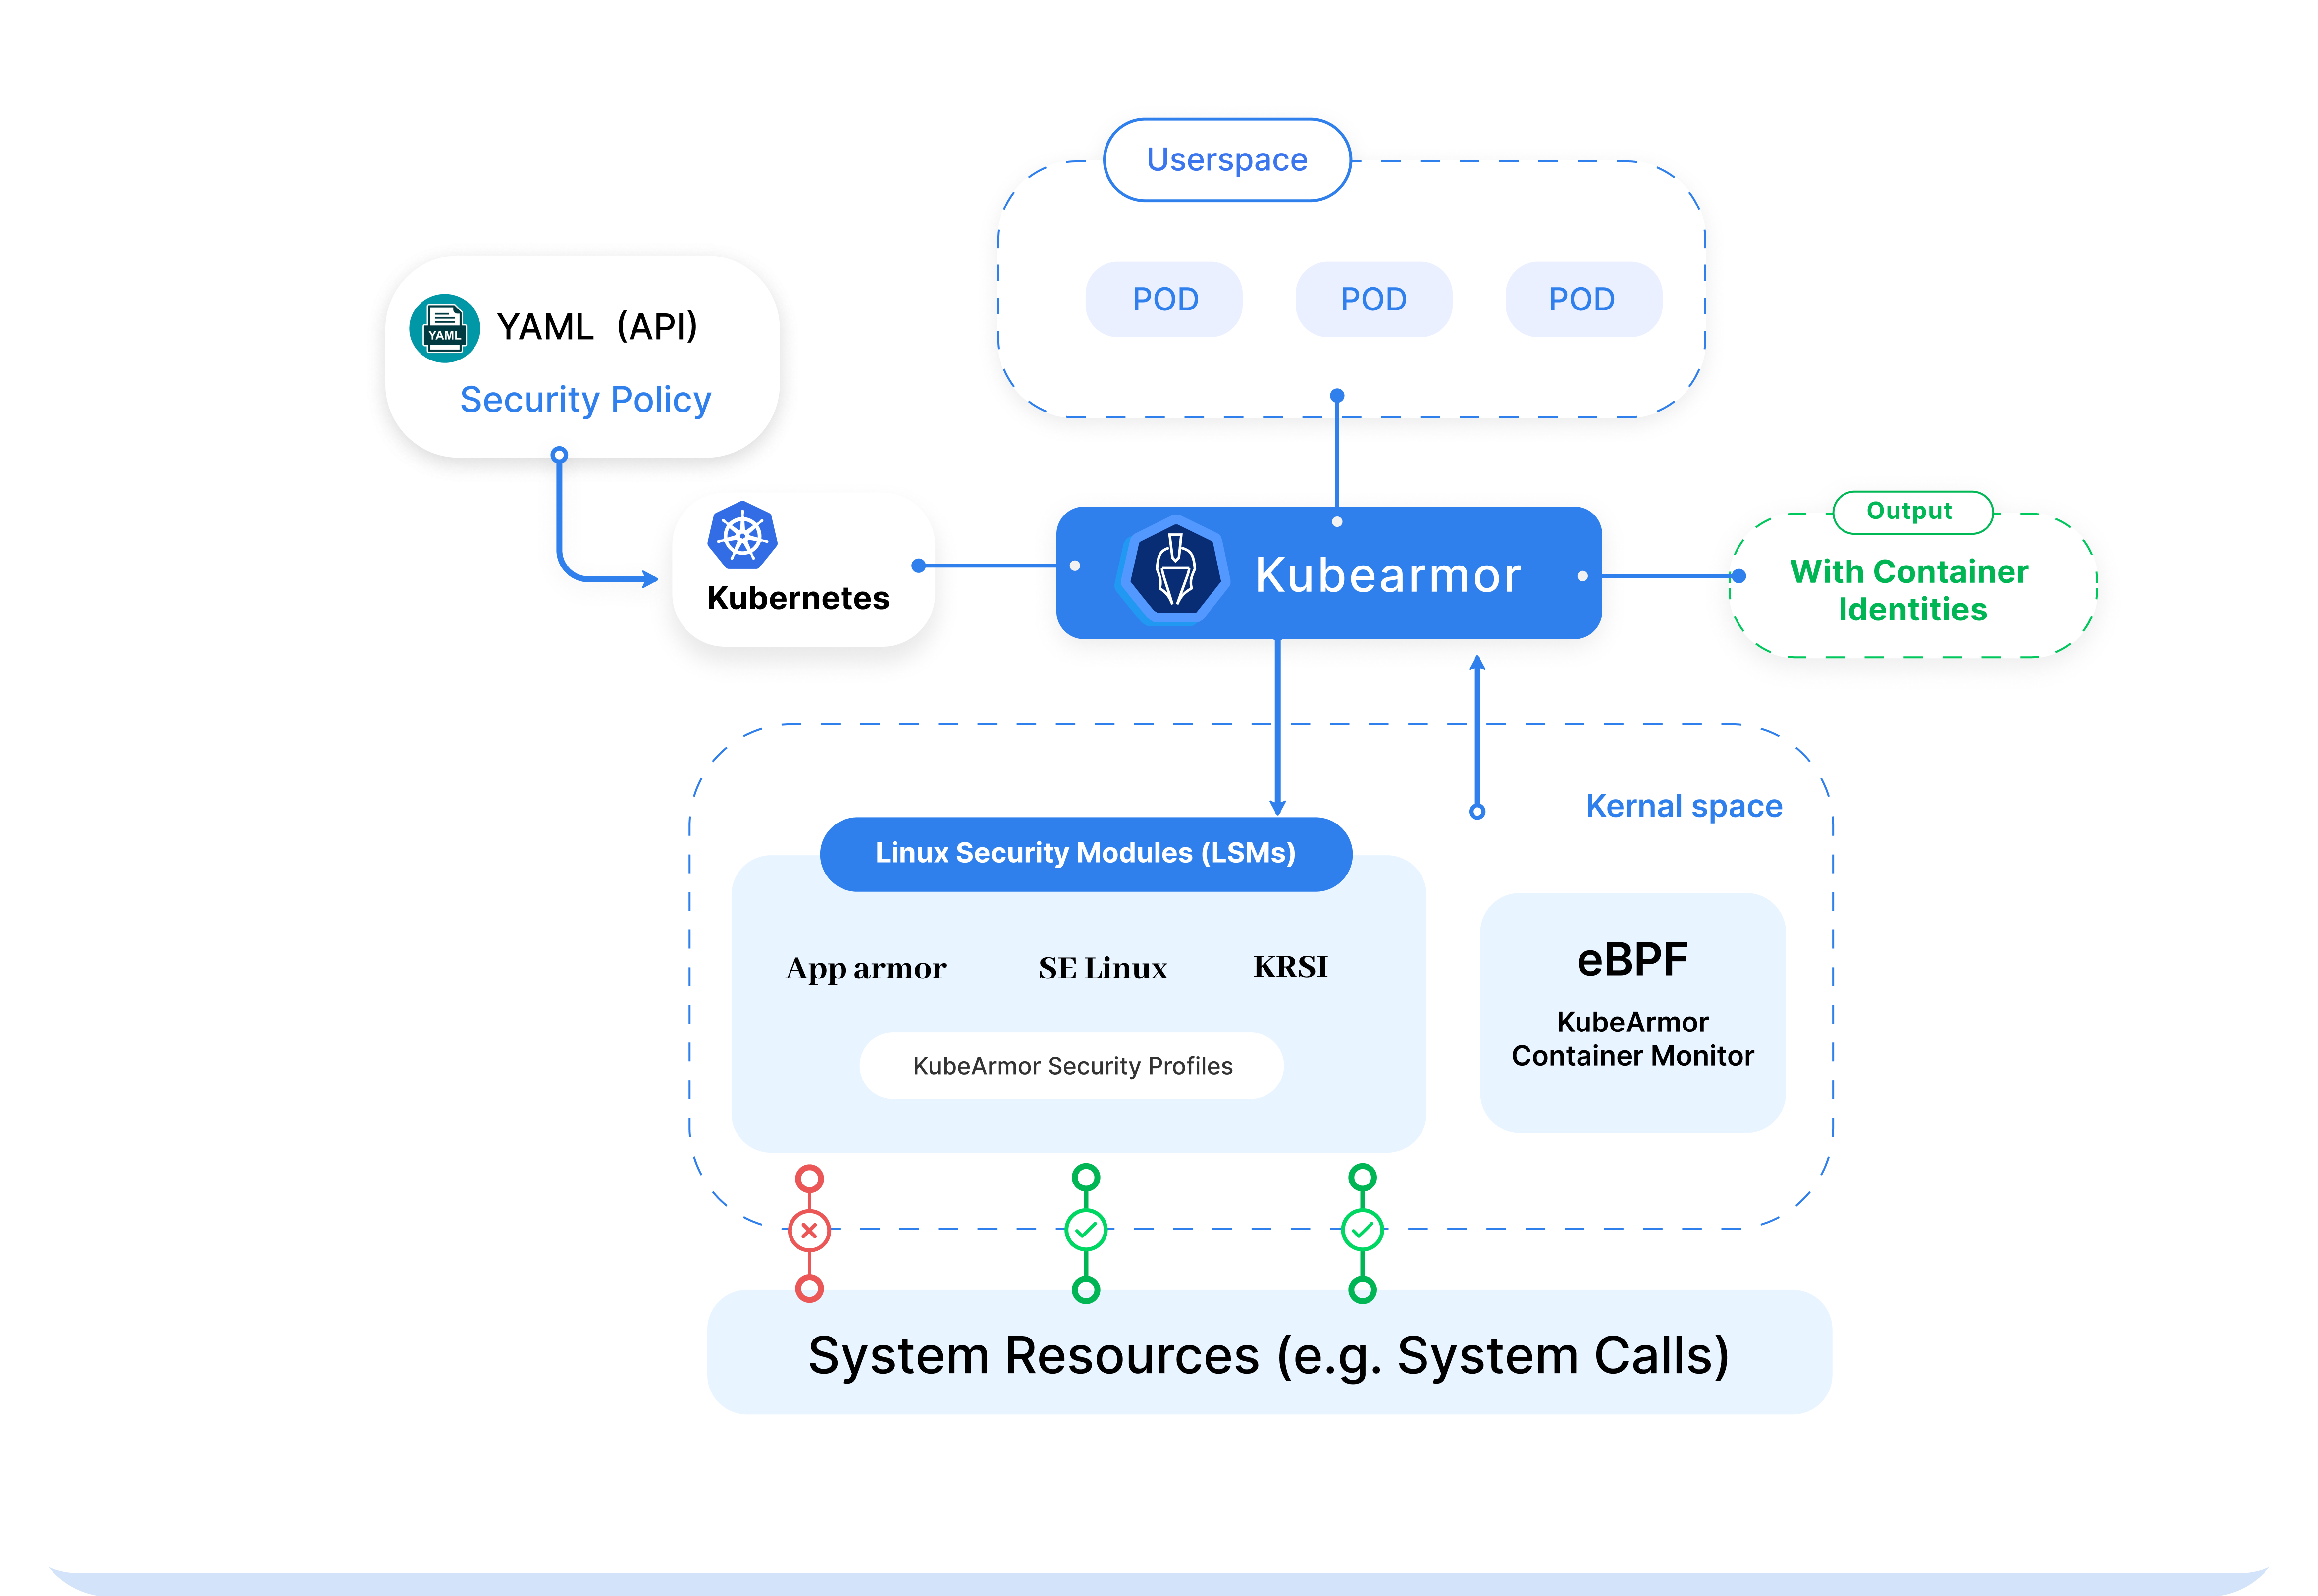 Userspace
POD POD POD
YAML
YAML (API)
Security Policy
Kubernetes
Kubearmor
Output
With Container
Identities
Kernal space
Linux Security Modules (LSMs)
App armor SE Linux KRSI
KubeArmor Security Profiles
eBPF
KubeArmor
Container Monitor
System Resources (e.g. System Calls)